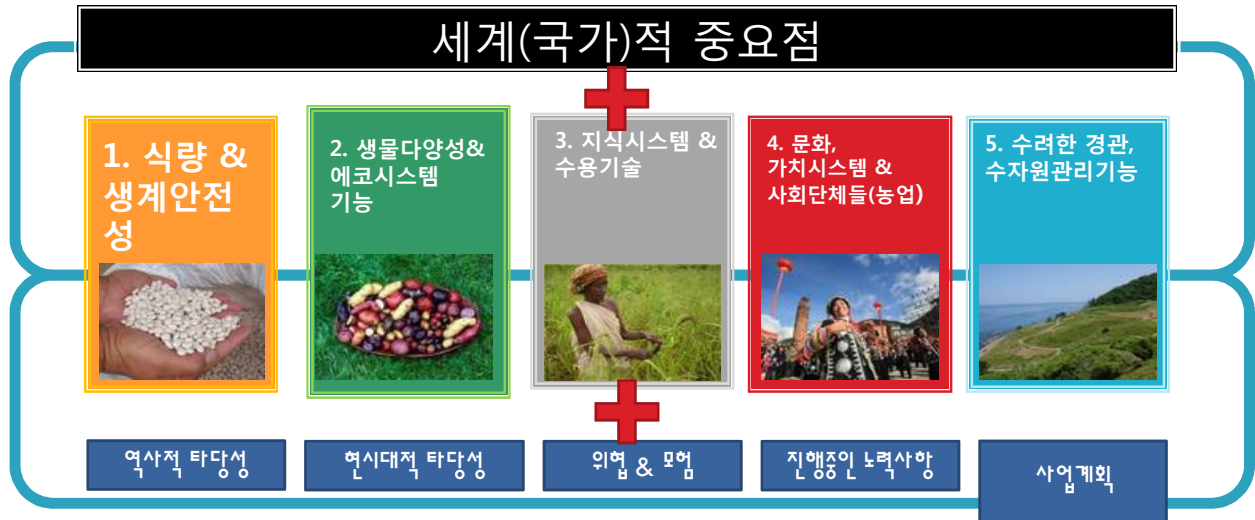 세계(국가)적 중요점
1. 식량 &
생계안전
성
2. 생물다양성&
에코시스템
기능
3. 지식시스템 &
수용기술
4. 문화,
가치시스템 &
사회단체들(농업)
5. 수려한 경관,
수자원관리기능
역사적 타당성
현시대적 타당성
위협 & 모험
진행중인 노력사항
사업계획